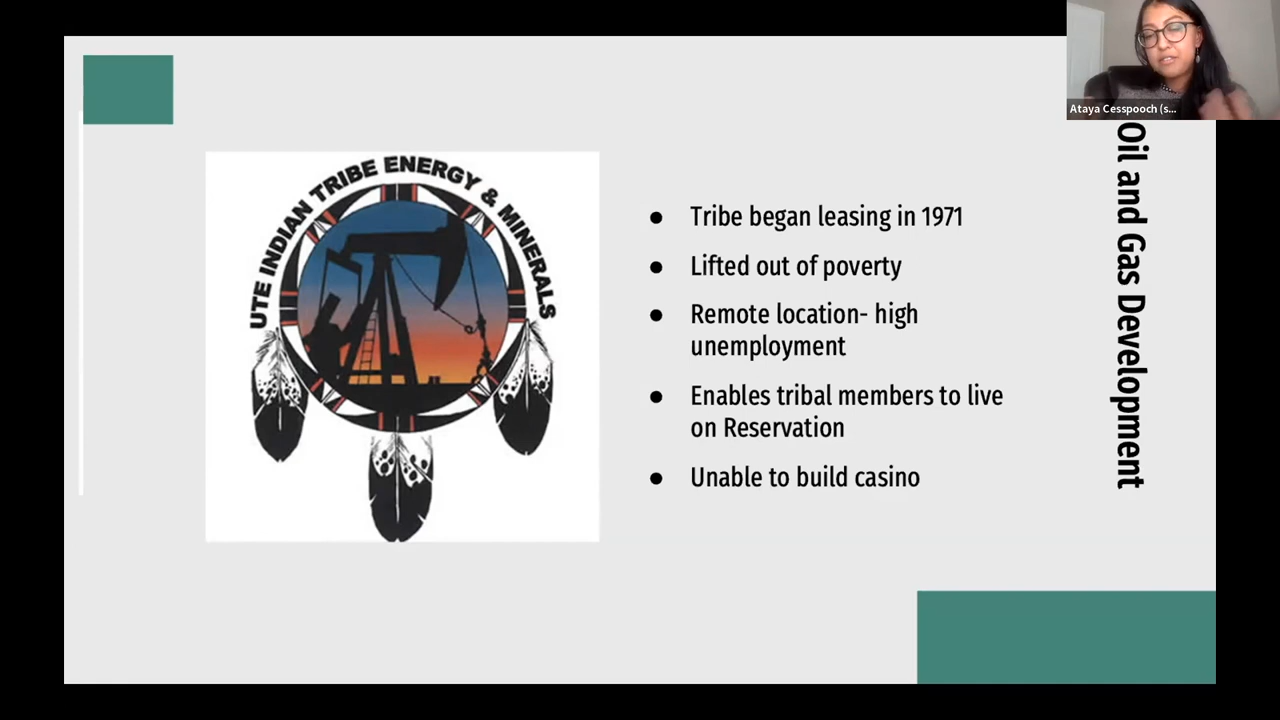 Ataya Cesspooch (s...
Oil and Gas Development
UTE INDIAN TRIBE ENERGY & MINERALS
● Tribe began leasing in 1971
● Lifted out of poverty
● Remote location- high
unemployment
● Enables tribal members to live
on Reservation
● Unable to build casino